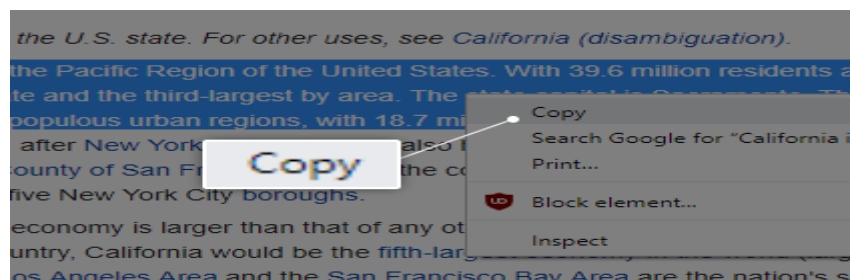 the U.S. state. For other uses, see California (disambiguation).
the Pacific Region of the United States. With 39.6 million residents a
te and the third-largest by area. The state capital is Sacramento. Th
populous urban regions, with 18.7 mi
Copy
after New York
also
Search Google for "California i
ounty of San Fr
Copy
the co
Print...
five New York City boroughs.
Block element...
economy is larger than that of any ot
Inspect
untry, California would be the fifth-larg
os Angeles Area and the San Francisco Bay Area are the nation's s